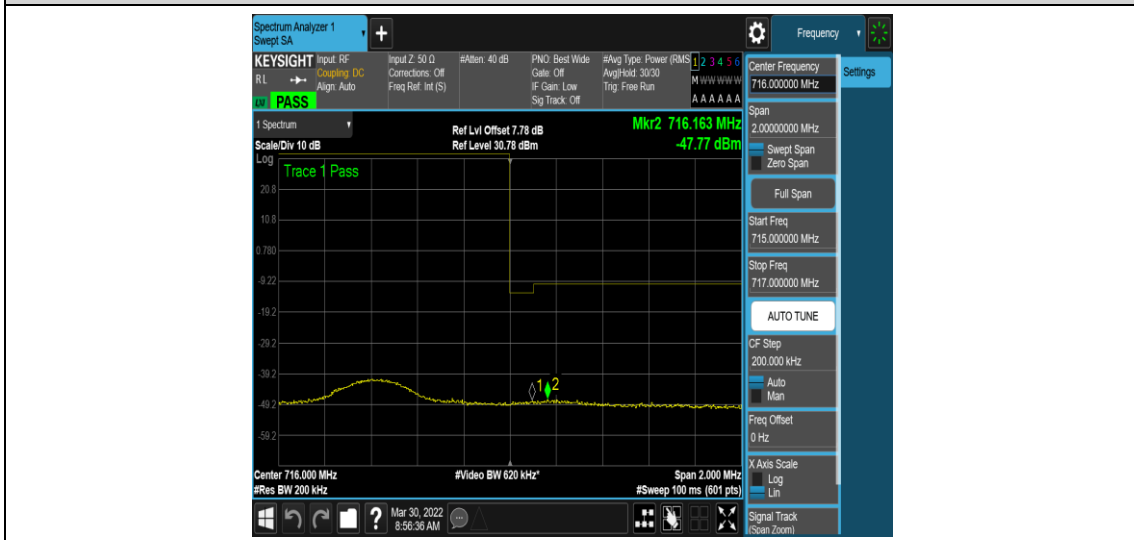 Spectrum Analyzer 1
Swept SA
+
Frequency
KEYSIGHT
RL
PASS
Input: RF
Coupling: DC
Align: Auto
Input Z: 50 Ω
Corrections: Off
Freq Ref: Int (S)
#Atten: 40 dB
PNO: Best Wide
Gate: Off
IF Gain: Low
Sig Track: Off
#Avg Type: Power (RMS
Avg|Hold: 30/30
Trig: Free Run
1 2 3 4 5 6
M W W W W W
A A A A A A
Center Frequency
716.000000 MHz
Settings
1 Spectrum
Scale/Div 10 dB
Ref Lvl Offset 7.78 dB
Ref Level 30.78 dBm
Mkr2 716.163 MHz
-47.77 dBm
Span
2.00000000 MHz
Swept Span
Zero Span
Full Span
Start Freq
715.000000 MHz
Stop Freq
717.000000 MHz
AUTO TUNE
CF Step
200.000 kHz
Auto
Man
Freq Offset
0 Hz
X Axis Scale
Log
Lin
Signal Track
(Span Zoom)
Log
Trace 1 Pass
20.8
10.8
0.780
-9.22
-19.2
-29.2
-39.2
-49.2
-59.2
1
2
Center 716.000 MHz
#Res BW 200 kHz
#Video BW 620 kHz*
Span 2.000 MHz
#Sweep 100 ms (601 pts)
?
Mar 30, 2022
8:56:36 AM